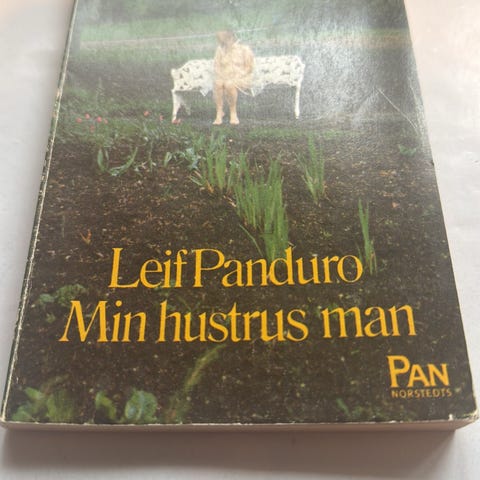 Leif Panduro
Min hustrus man
PAN
NORSTEDTS